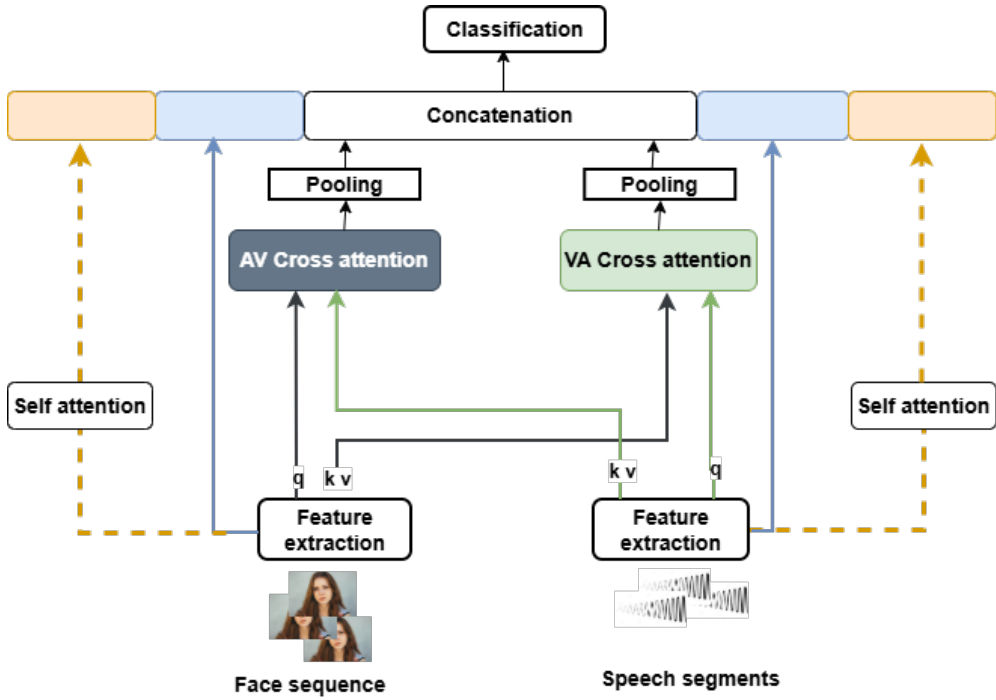 Classification
Concatenation
Pooling
Pooling
AV Cross attention
VA Cross attention
Self attention
Self attention
q
k v
k v
q
Feature
extraction
Feature
extraction
Face sequence
Speech segments